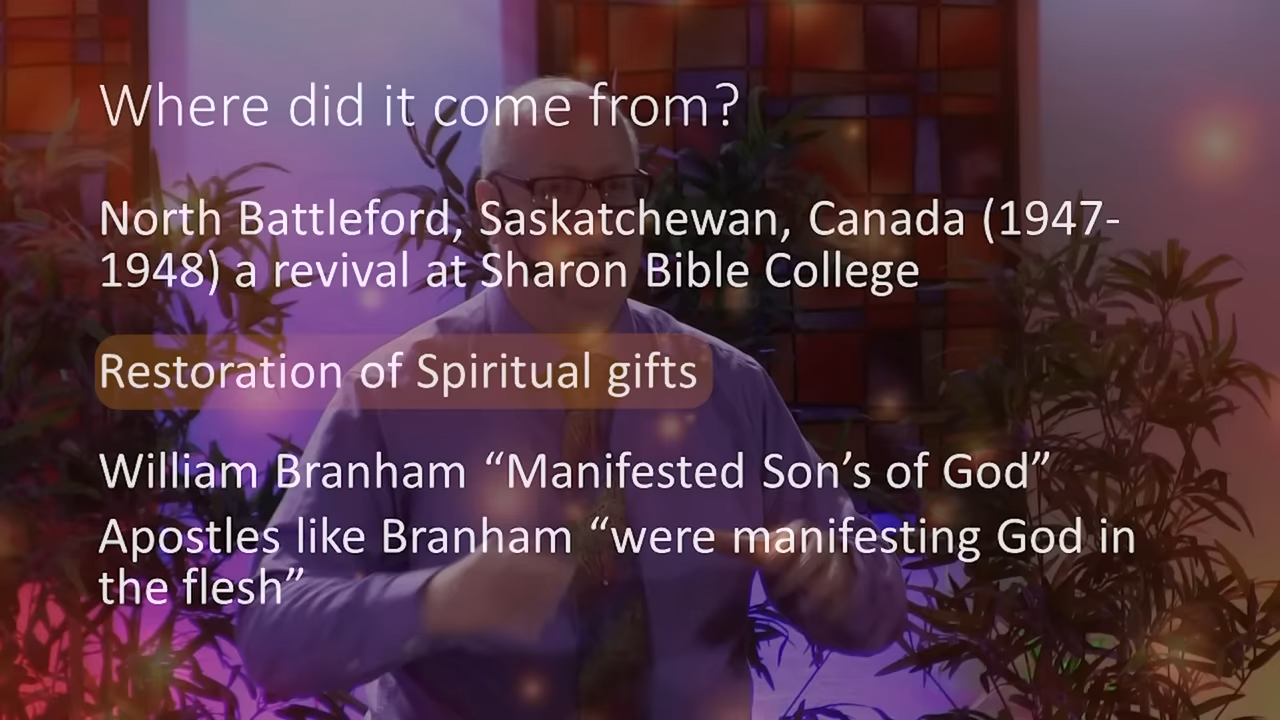 Where did it come from?
North Battleford, Saskatchewan, Canada (1947-
1948) a revival at Sharon Bible College
Restoration of Spiritual gifts
William Branham “Manifested Son’s of God”
Apostles like Branham “were manifesting God in
the flesh”